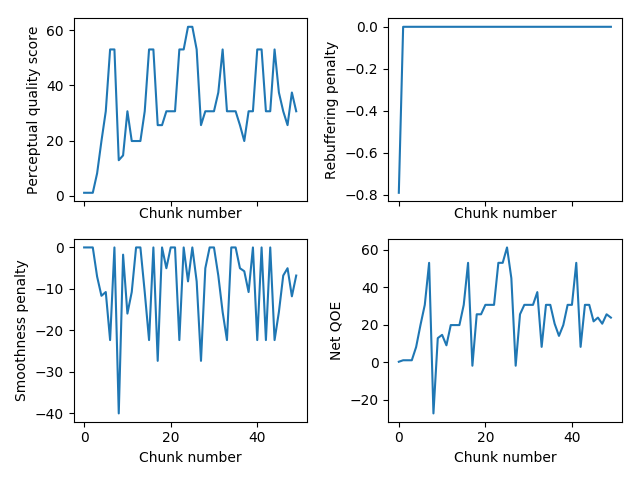 Perceptual quality score
60
40
20
0
Chunk number
Rebuffering penalty
0.0
−0.2
−0.4
−0.6
−0.8
Chunk number
Smoothness penalty
0
−10
−20
−30
−40
0 20 40
Chunk number
Net QOE
60
40
20
0
−20
0 20 40
Chunk number